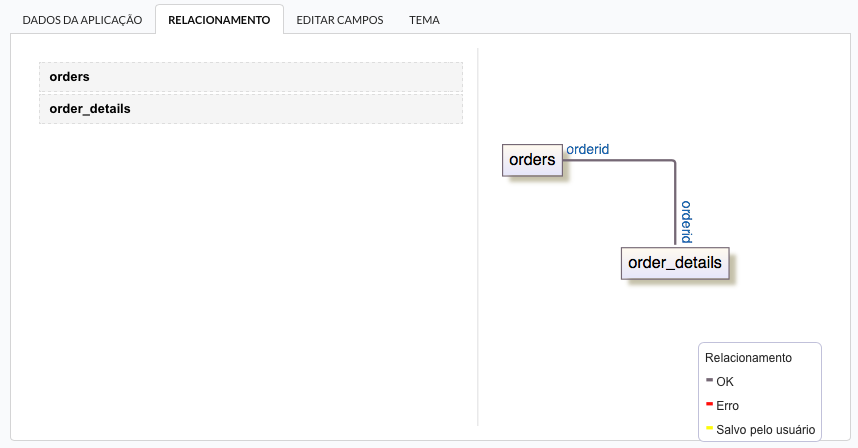 DADOS DA APLICAÇÃO RELACIONAMENTO EDITAR CAMPOS TEMA
orders
order_details
orders
orderid
orderid
order_details
Relacionamento
OK
Erro
Salvo pelo usuário